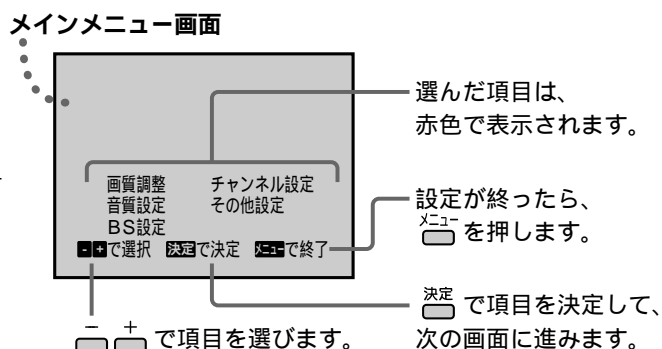 メインメニュー画面
選んだ項目は、
赤色で表示されます。
画質調整 チャンネル設定
音質設定 その他設定
BS設定
-+で選択 決定で決定 メニューで終了
設定が終ったら、
メニュー を押します。
決定 で項目を決定して、
次の画面に進みます。
- + で項目を選びます。